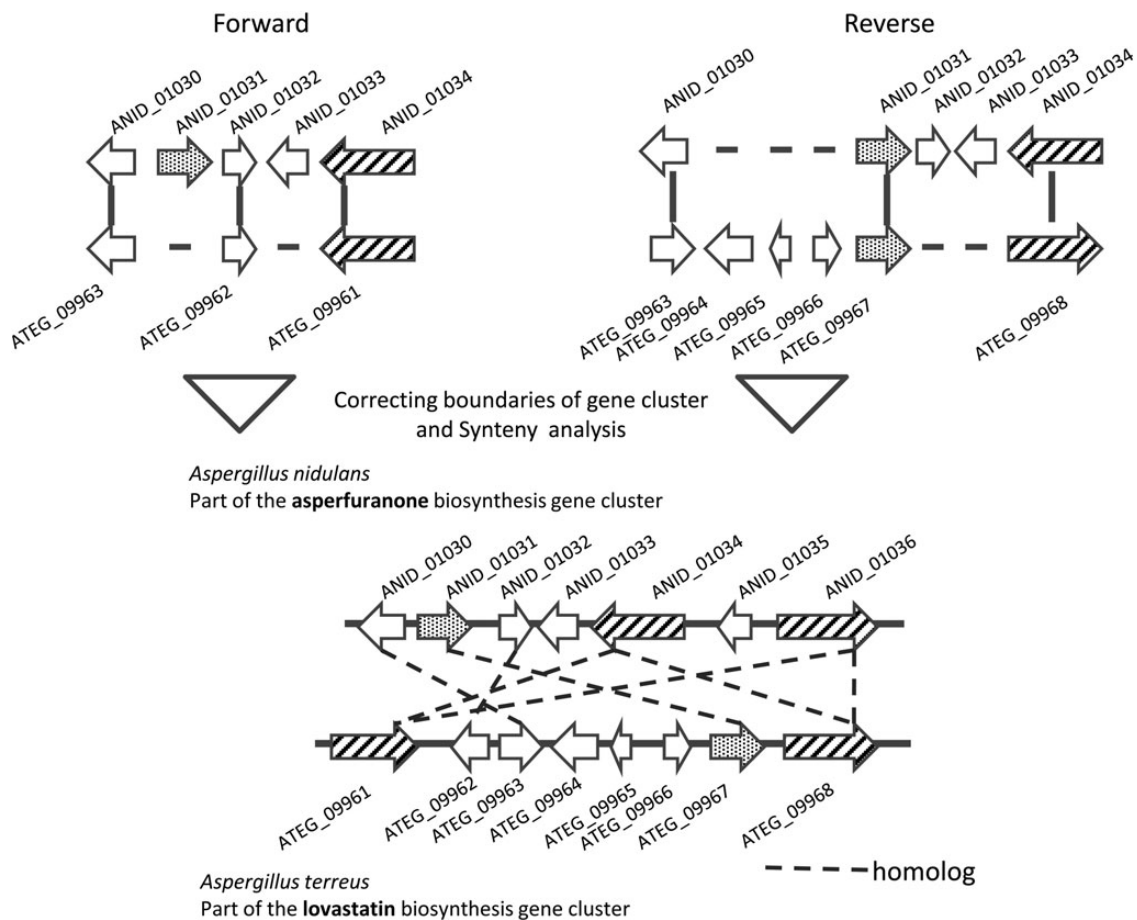 Forward
Reverse
ANID_01030
ANID_01031
ANID_01032
ANID_01033
ANID_01034
ANID_01030
ANID_01031
ANID_01032
ANID_01033
ANID_01034
ATEG_09963
ATEG_09962
ATEG_09961
ATEG_09963
ATEG_09964
ATEG_09965
ATEG_09966
ATEG_09967
ATEG_09968
Correcting boundaries of gene cluster
and Synteny analysis
Aspergillus nidulans
Part of the asperfuranone biosynthesis gene cluster
ANID_01030
ANID_01031
ANID_01032
ANID_01033
ANID_01034
ANID_01035
ANID_01036
ATEG_09961
ATEG_09962
ATEG_09963
ATEG_09964
ATEG_09965
ATEG_09966
ATEG_09967
ATEG_09968
homolog
Aspergillus terreus
Part of the lovastatin biosynthesis gene cluster